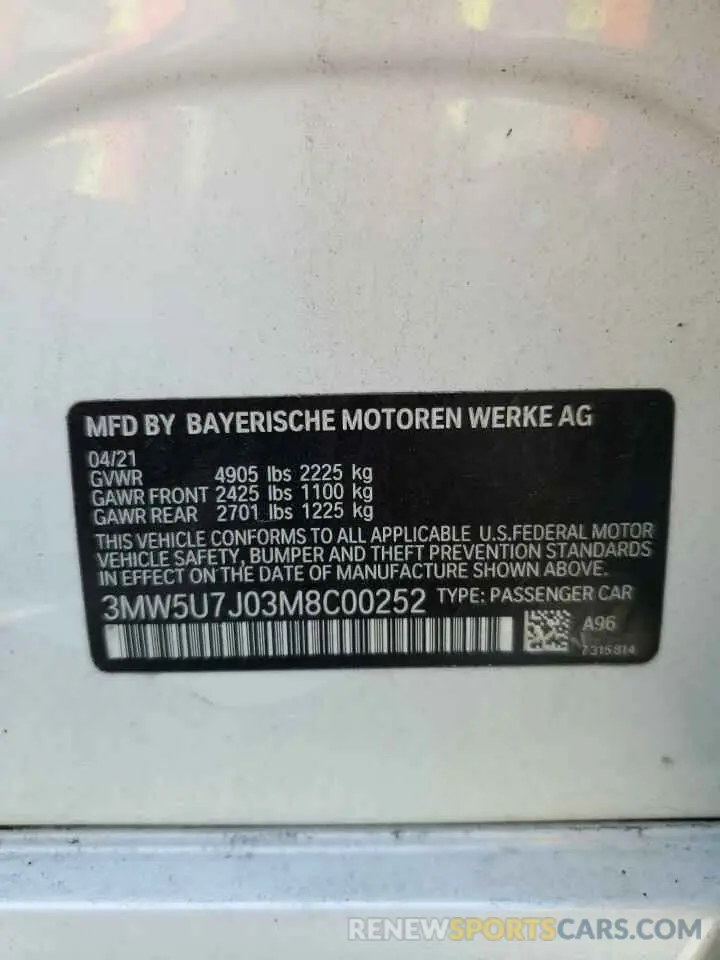 MFD BY BAYERISCHE MOTOREN WERKE AG
04/21
GVWR 4905 lbs 2225 kg
GAWR FRONT 2425 lbs 1100 kg
GAWR REAR 2701 lbs 1225 kg
THIS VEHICLE CONFORMS TO ALL APPLICABLE U.S.FEDERAL MOTOR
VEHICLE SAFETY, BUMPER AND THEFT PREVENTION STANDARDS
IN EFFECT ON THE DATE OF MANUFACTURE SHOWN ABOVE.
3MW5U7J03M8C00252 TYPE: PASSENGER CAR
A96
7315814
RENEWSPORTSCARS.COM